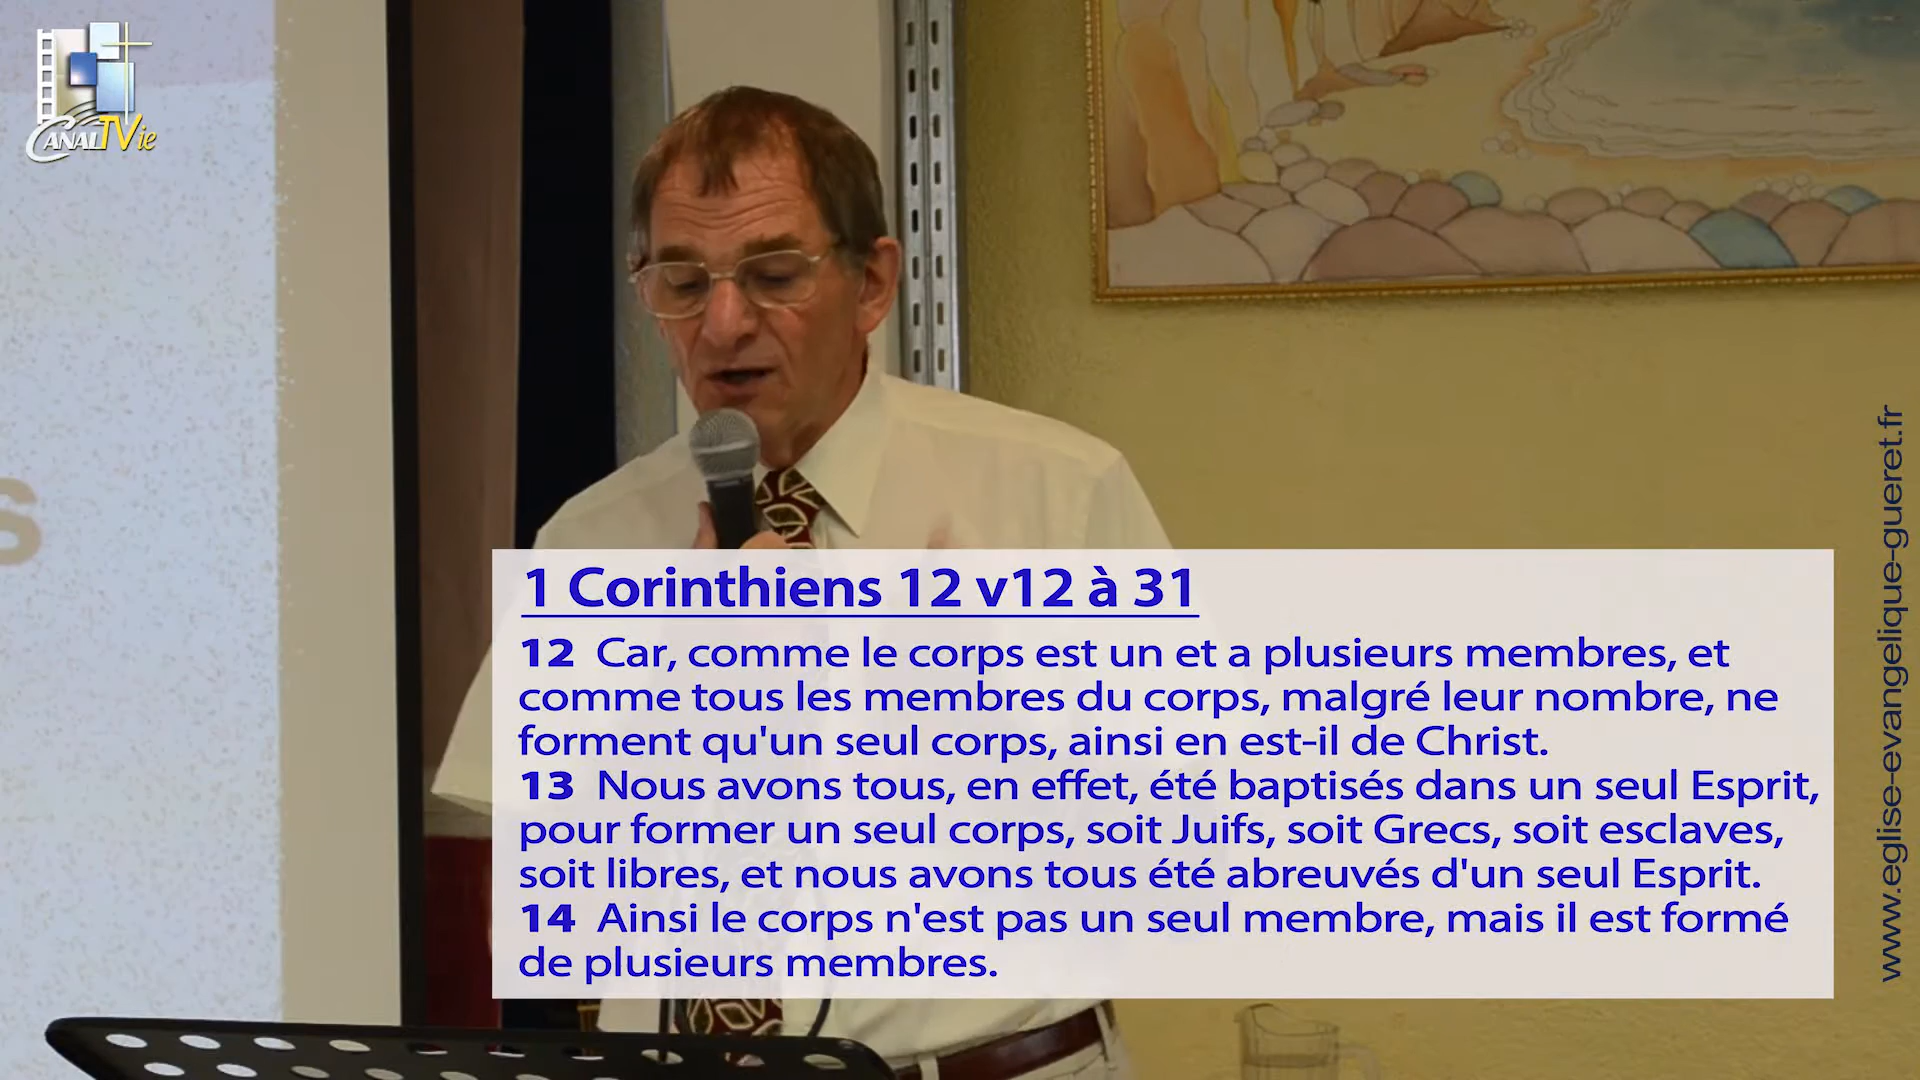 CANAL TVie
s
1 Corinthiens 12 v12 à 31
12 Car, comme le corps est un et a plusieurs membres, et
comme tous les membres du corps, malgré leur nombre, ne
forment qu'un seul corps, ainsi en est-il de Christ.
13 Nous avons tous, en effet, été baptisés dans un seul Esprit,
pour former un seul corps, soit Juifs, soit Grecs, soit esclaves,
soit libres, et nous avons tous été abreuvés d'un seul Esprit.
14 Ainsi le corps n'est pas un seul membre, mais il est formé
de plusieurs membres.
www.eglise-evangelique-gueret.fr